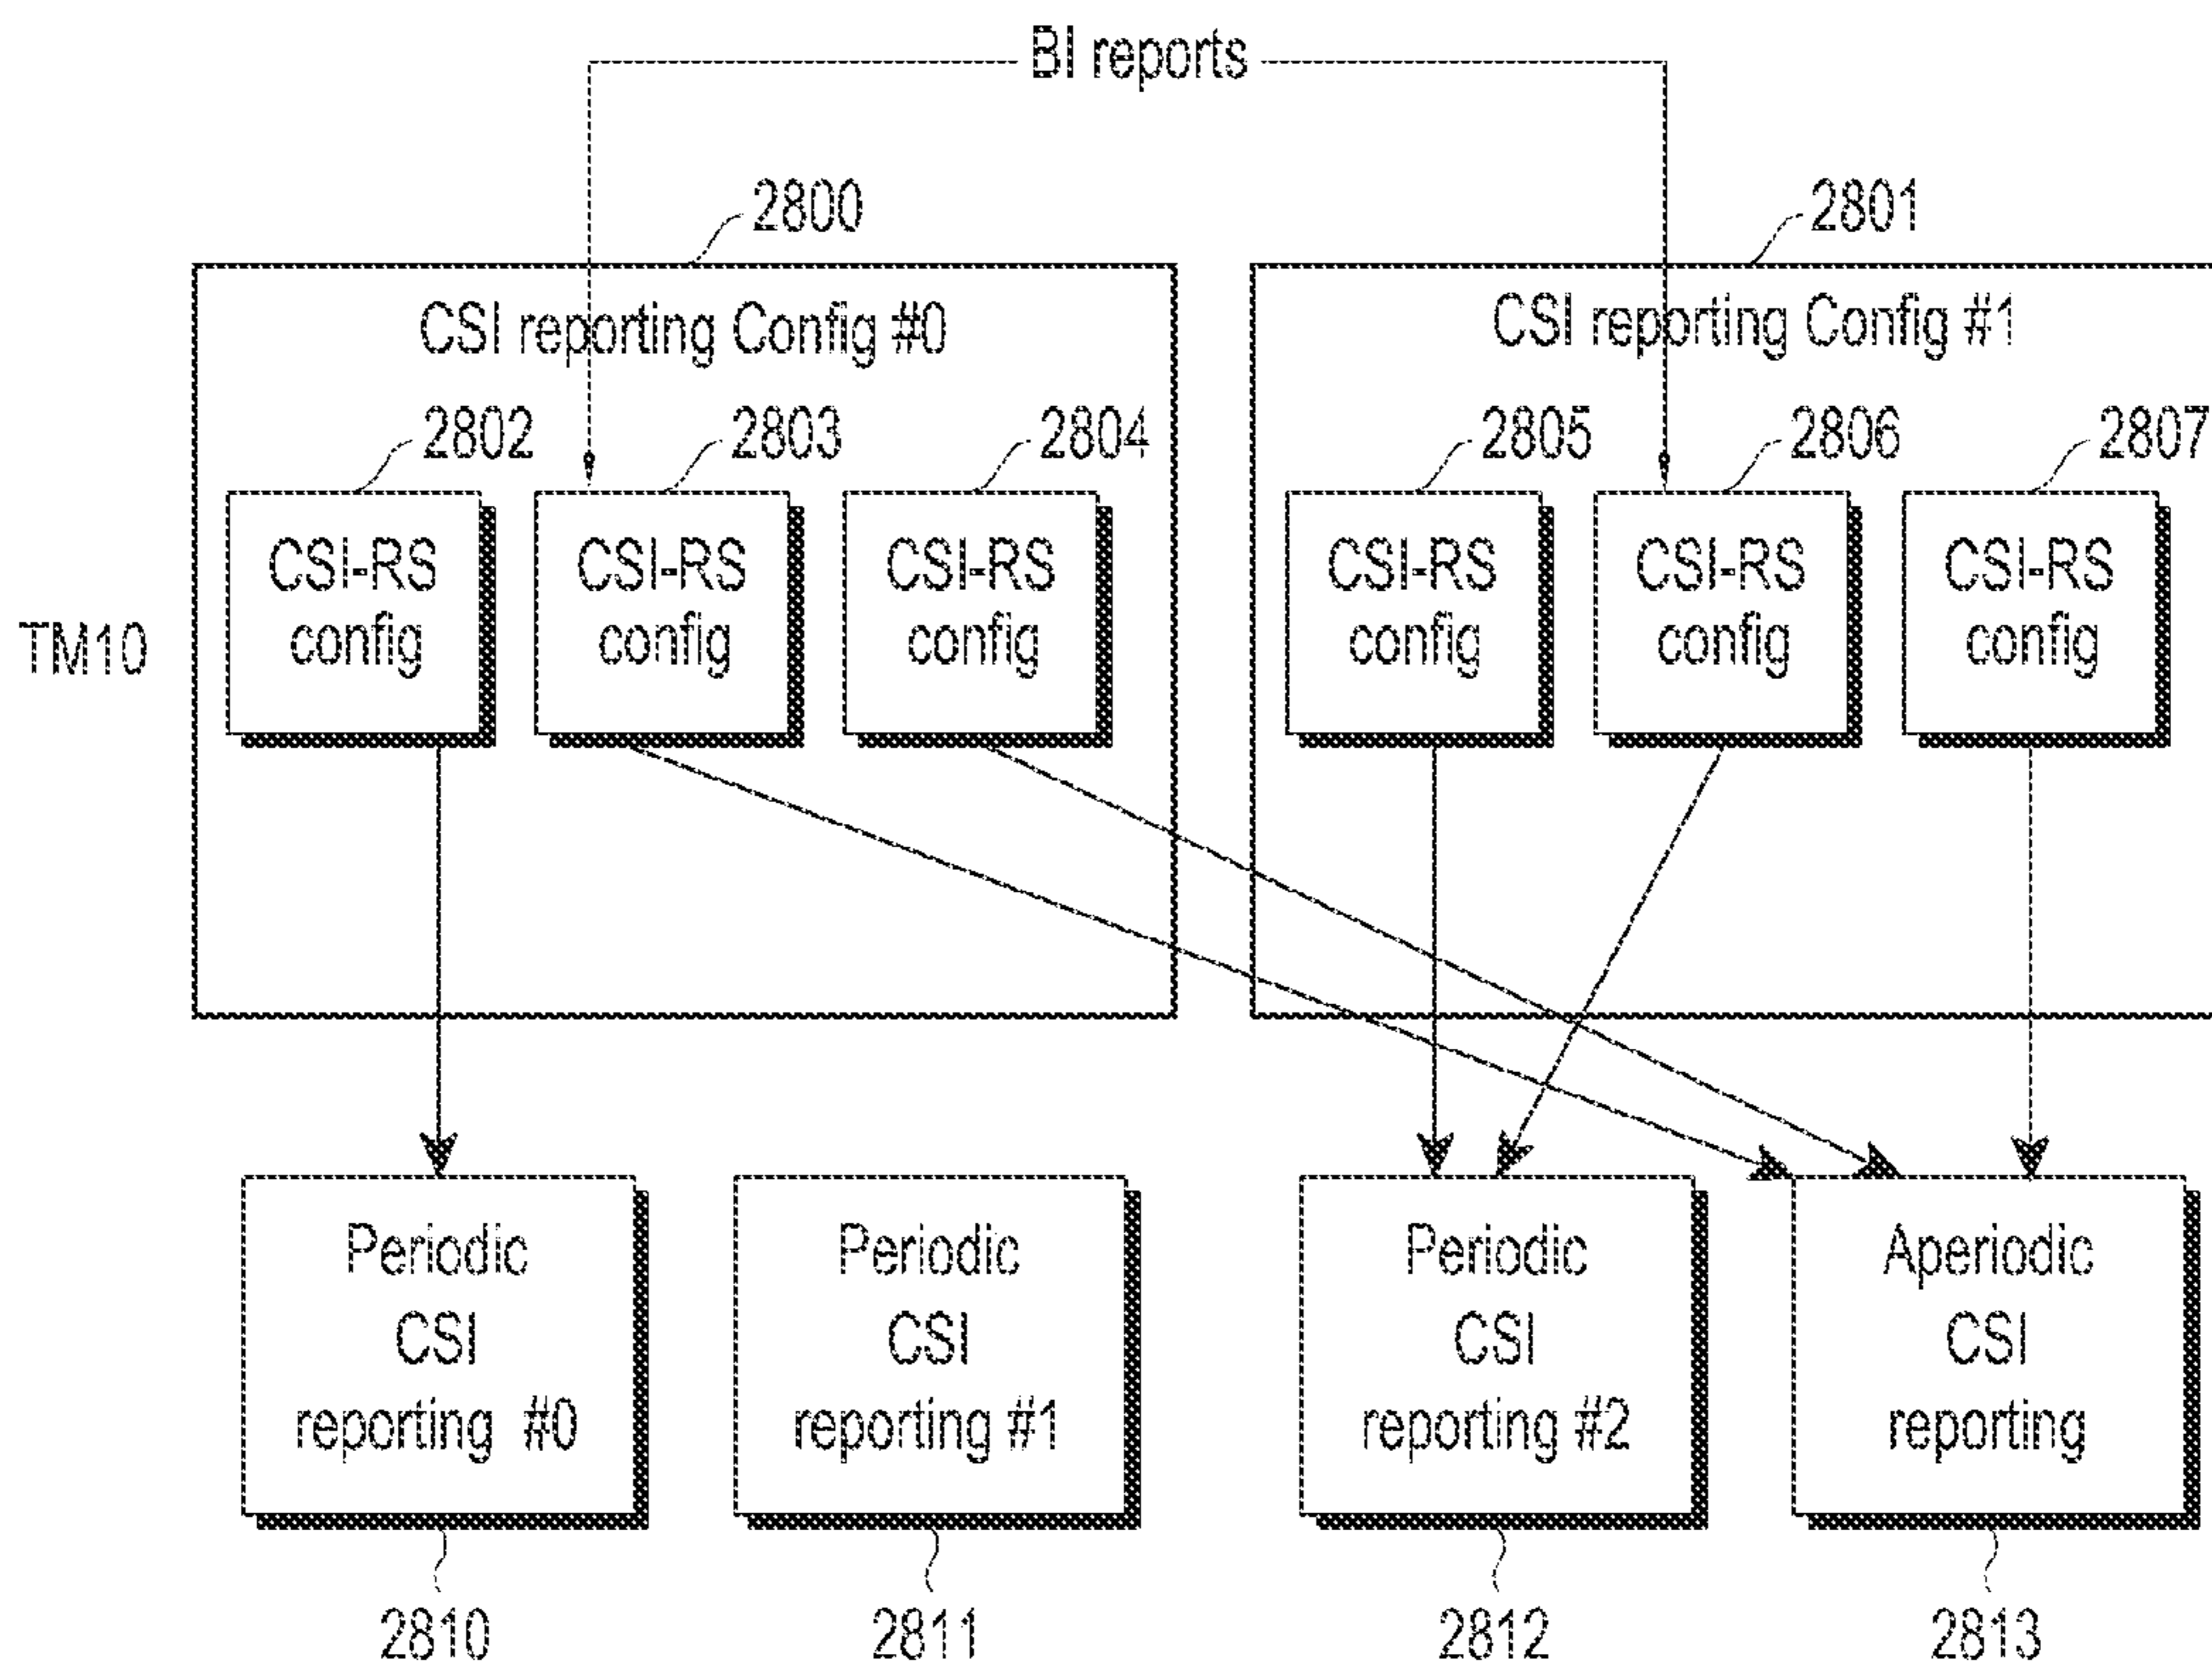 BI reports
2800
2801
CSI reporting Config #0
CSI reporting Config #1
2802
2803
2804
2805
2806
2807
CSI-RS
config
CSI-RS
config
CSI-RS
config
CSI-RS
config
CSI-RS
config
CSI-RS
config
TM10
Periodic
CSI
reporting #0
Periodic
CSI
reporting #1
Periodic
CSI
reporting #2
Aperiodic
CSI
reporting
2810
2811
2812
2813